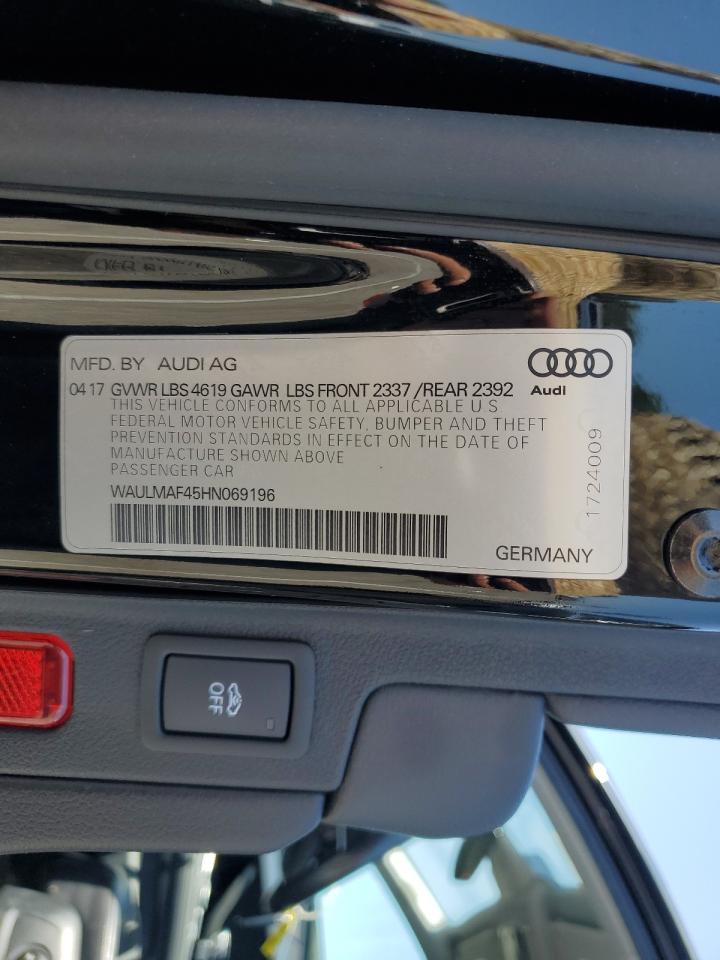 MFD. BY AUDI AG
04 17 GVWR LBS 4619 GAWR LBS FRONT 2337 /REAR 2392
Audi
THIS VEHICLE CONFORMS TO ALL APPLICABLE U S
FEDERAL MOTOR VEHICLE SAFETY, BUMPER AND THEFT
PREVENTION STANDARDS IN EFFECT ON THE DATE OF
MANUFACTURE SHOWN ABOVE
PASSENGER CAR
WAULMAF45HN069196
GERMANY
1724009
OFF